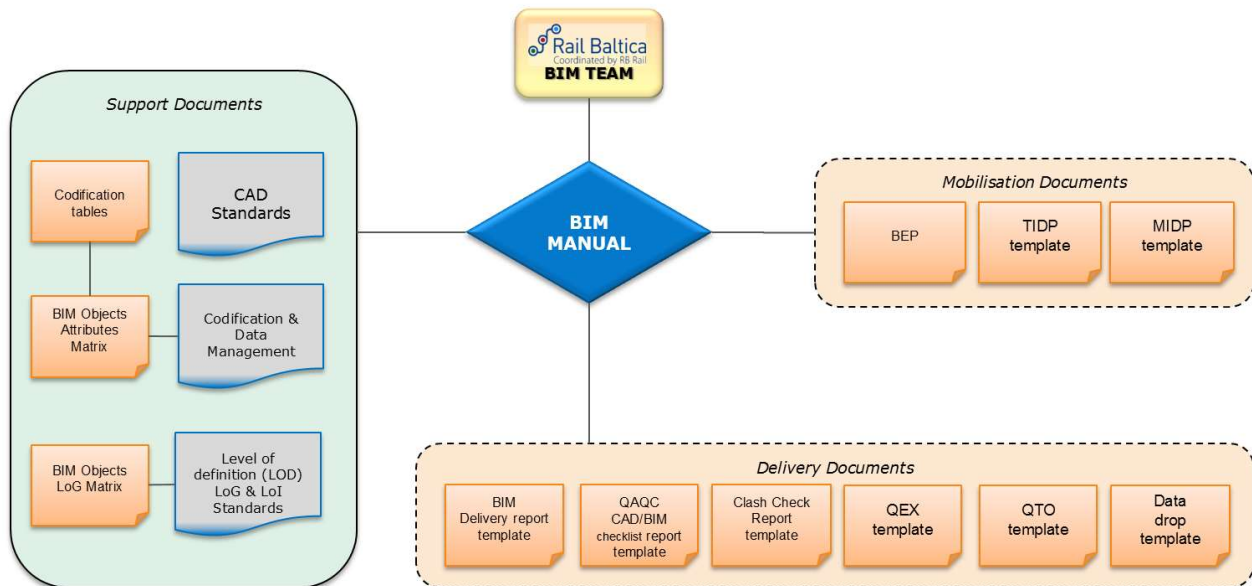 Rail Baltica
Coordinated by RB Rail
BIM TEAM
Support Documents
Codification
tables
CAD
Standards
BIM Objects
Attributes
Matrix
Codification &
Data
Management
BIM Objects
LoG Matrix
Level of
definition (LOD)
LoG & LoI
Standards
BIM
MANUAL
Mobilisation Documents
BEP
TIDP
template
MIDP
template
Delivery Documents
BIM
Delivery report
template
QAQC
CAD/BIM
checklist report
template
Clash Check
Report
template
QEX
template
QTO
template
Data
drop
template